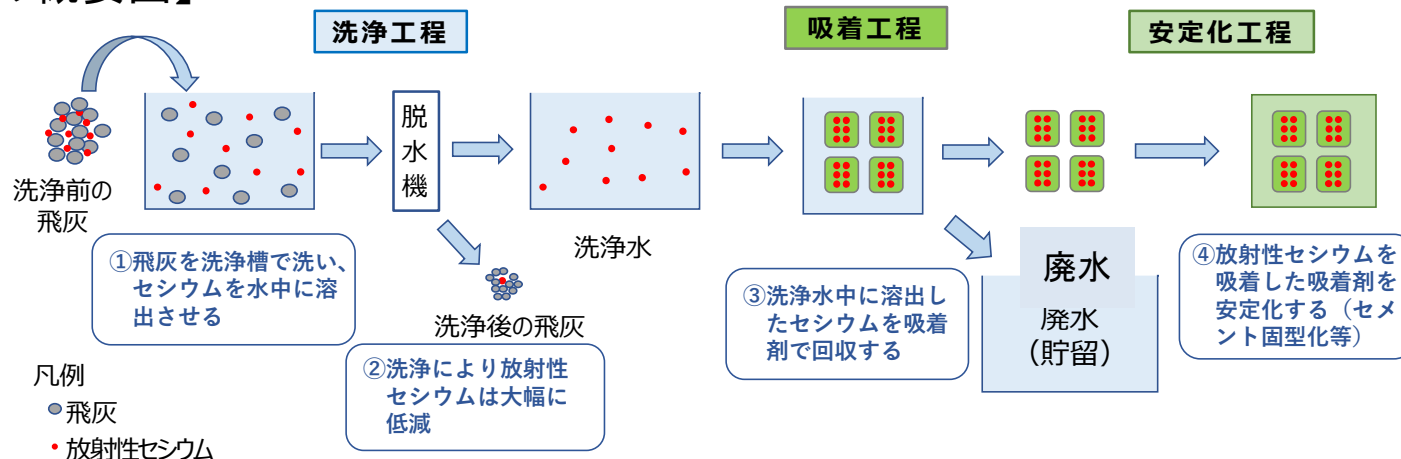 概要図】
洗浄工程
吸着工程
安定化工程
洗浄前の
飛灰
脱
水
機
洗浄水
①飛灰を洗浄槽で洗い、
セシウムを水中に溶
出させる
洗浄後の飛灰
②洗浄により放射性
セシウムは大幅に
低減
③洗浄水中に溶出し
たセシウムを吸着
剤で回収する
廃水
廃水
（貯留）
④放射性セシウムを
吸着した吸着剤を
安定化する（セメ
ント固型化等）
凡例
飛灰
放射性セシウム